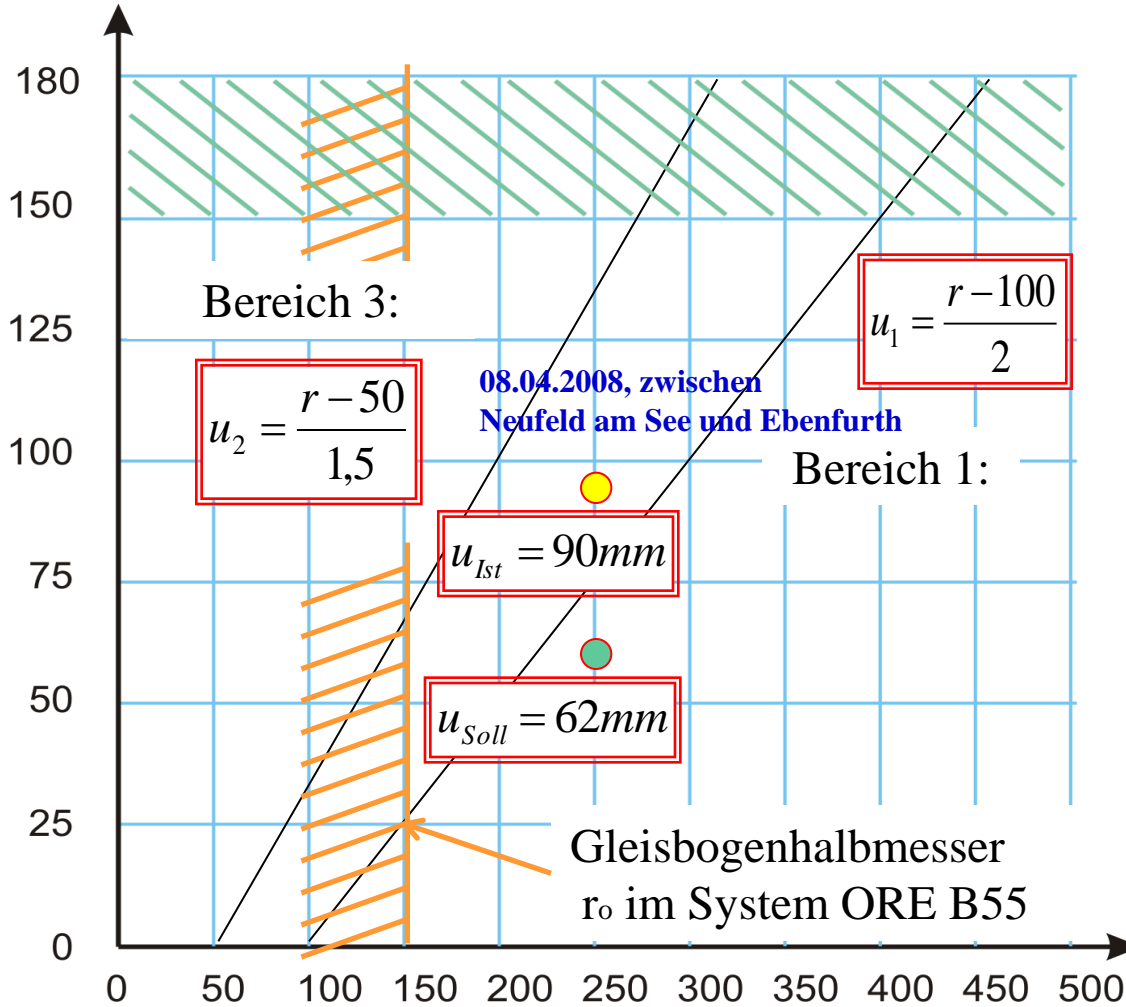 180
150
125
100
75
50
25
0
Bereich 3:
u₁ = (r − 100) / 2
u₂ = (r − 50) / 1,5
08.04.2008, zwischen
Neufeld am See und Ebenfurth
Bereich 1:
u_Ist = 90mm
u_Soll = 62mm
Gleisbogenhalbmesser
r₀ im System ORE B55
0 50 100 150 200 250 300 350 400 450 500